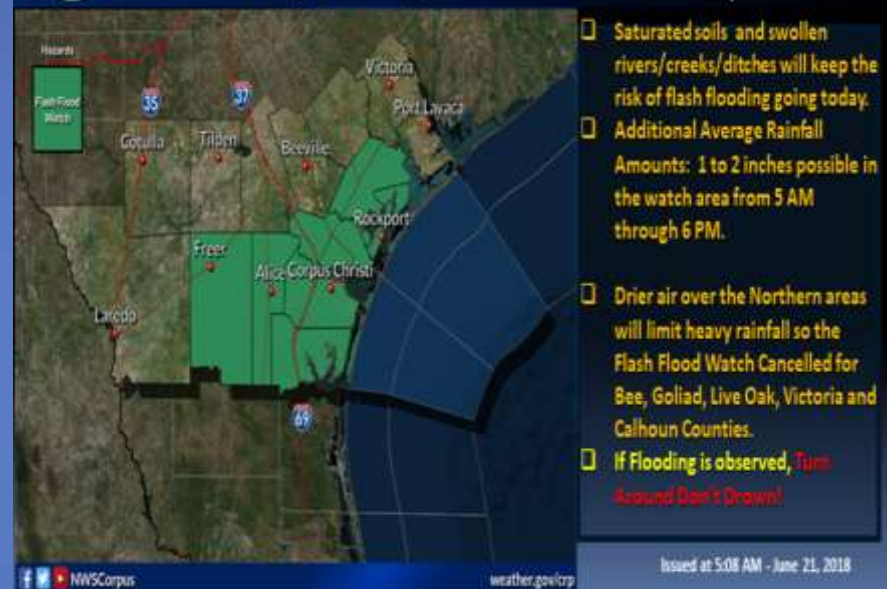 Hazards
Flash Flood
Watch
35
37
Victoria
Port Lavaca
Cotulla
Tilden
Beeville
Rockport
Freer
Alice
Corpus Christi
Laredo
69
Saturated soils and swollen
rivers/creeks/ditches will keep the
risk of flash flooding going today.
Additional Average Rainfall
Amounts: 1 to 2 inches possible in
the watch area from 5 AM
through 6 PM.
Drier air over the Northern areas
will limit heavy rainfall so the
Flash Flood Watch Cancelled for
Bee, Goliad, Live Oak, Victoria and
Calhoun Counties.
If Flooding is observed, Turn
Around Don't Drown!
NWSCorpus
weather.gov/crp
Issued at 5:08 AM - June 21, 2018